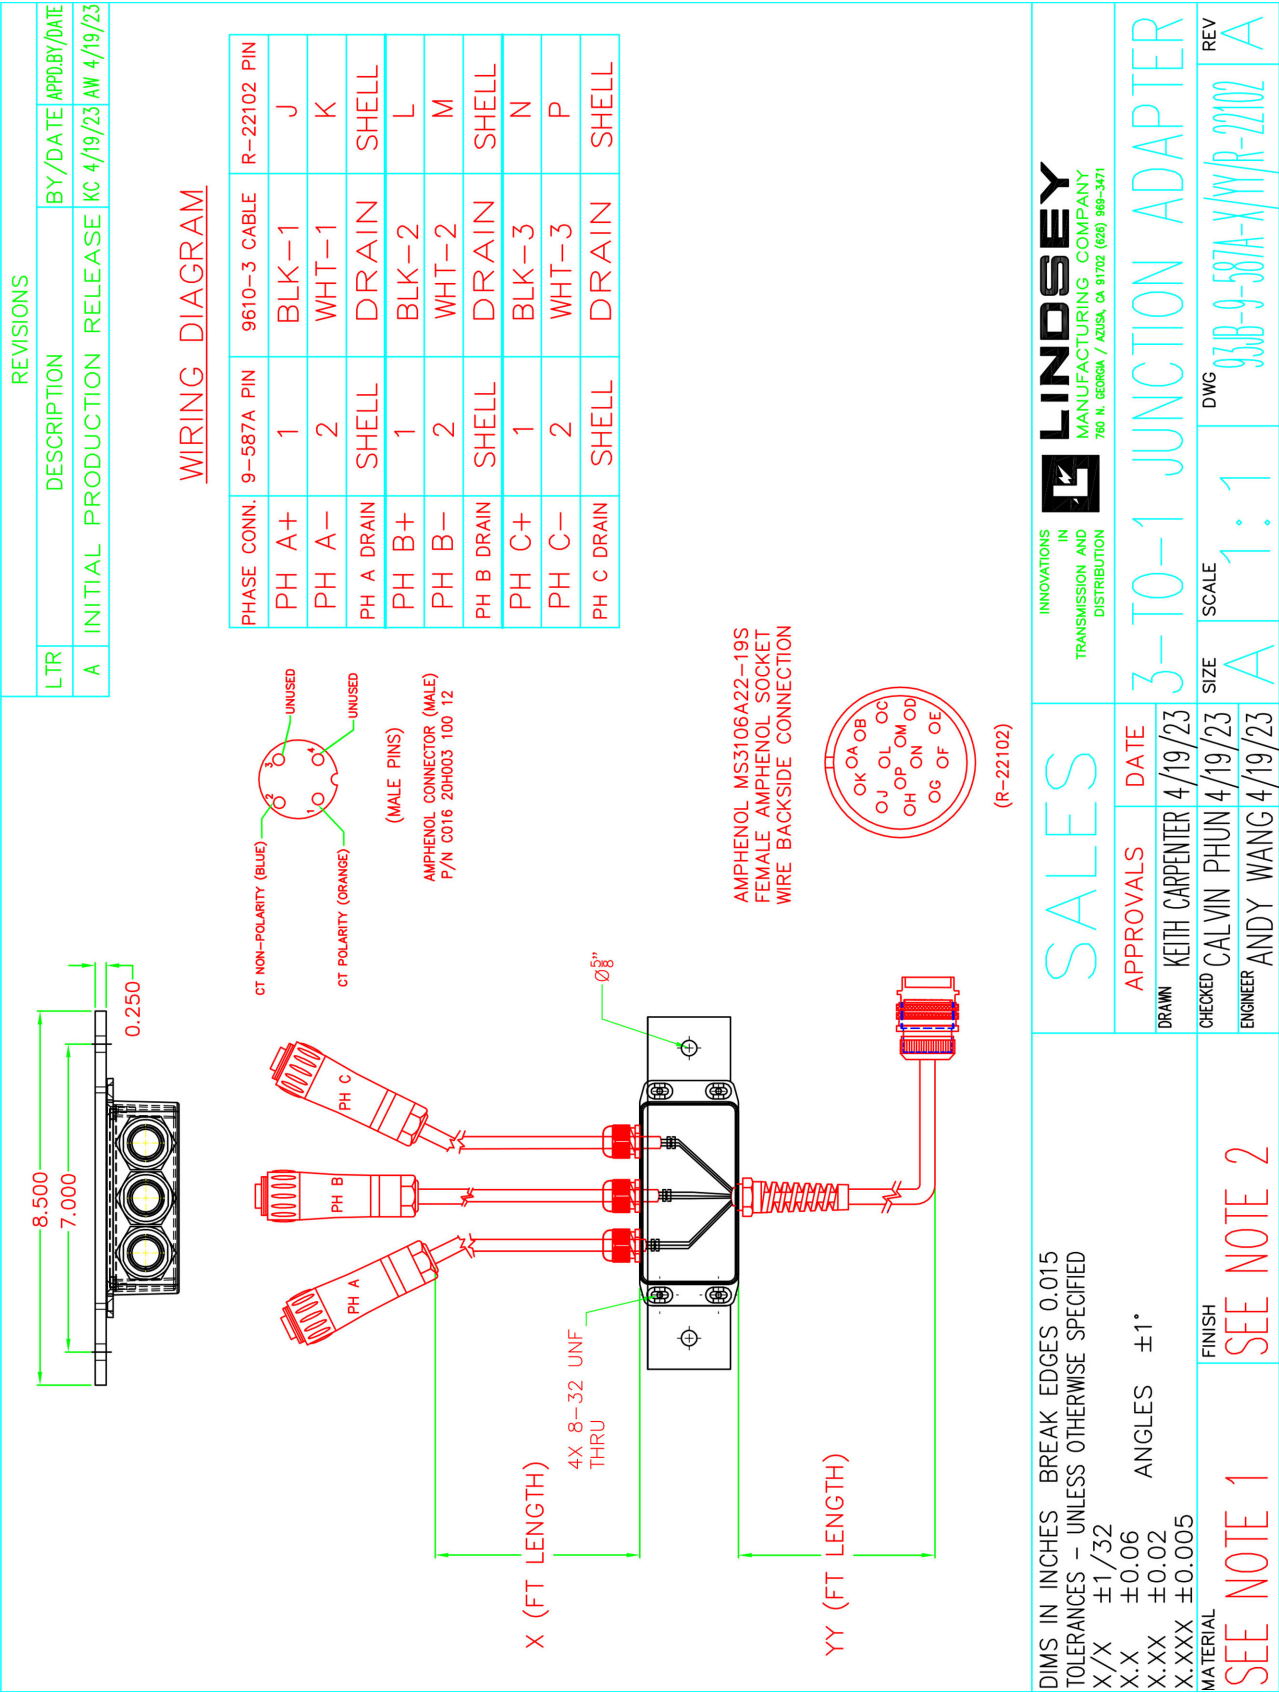 REVISIONS
LTR DESCRIPTION BY/DATE APPD.BY/DATE
A INITIAL PRODUCTION RELEASE KC 4/19/23 AW 4/19/23
8.500
7.000
0.250
CT NON-POLARITY (BLUE)
CT POLARITY (ORANGE)
2
3
1
4
UNUSED
UNUSED
(MALE PINS)
AMPHENOL CONNECTOR (MALE)
P/N C016 20H003 100 12
WIRING DIAGRAM
PHASE CONN. 9-587A PIN 9610-3 CABLE R-22102 PIN
PH A+ 1 BLK-1 J
PH A- 2 WHT-1 K
PH A DRAIN SHELL DRAIN SHELL
PH B+ 1 BLK-2 L
PH B- 2 WHT-2 M
PH B DRAIN SHELL DRAIN SHELL
PH C+ 1 BLK-3 N
PH C- 2 WHT-3 P
PH C DRAIN SHELL DRAIN SHELL
PH A
PH B
PH C
X (FT LENGTH)
4X 8-32 UNF
THRU
Ø5/8"
YY (FT LENGTH)
AMPHENOL MS3106A22-19S
FEMALE AMPHENOL SOCKET
WIRE BACKSIDE CONNECTION
K A B
J L C
P M D
H N
G F E
(R-22102)
DIMS IN INCHES BREAK EDGES 0.015
TOLERANCES - UNLESS OTHERWISE SPECIFIED
X/X ±1/32
X.X ±0.06
X.XX ±0.02 ANGLES ±1°
X.XXX ±0.005
MATERIAL
SEE NOTE 1
FINISH
SEE NOTE 2
SALES
APPROVALS DATE
DRAWN KEITH CARPENTER 4/19/23
CHECKED CALVIN PHUN 4/19/23
ENGINEER ANDY WANG 4/19/23
INNOVATIONS
IN
TRANSMISSION AND
DISTRIBUTION
L
LINDSEY
MANUFACTURING COMPANY
760 N. GEORGIA / AZUSA, CA 91702 (626) 969-3471
3-TO-1 JUNCTION ADAPTER
SIZE
A
SCALE
1 : 1
DWG
93JB-9-587A-X/YY/R-22102
REV
A